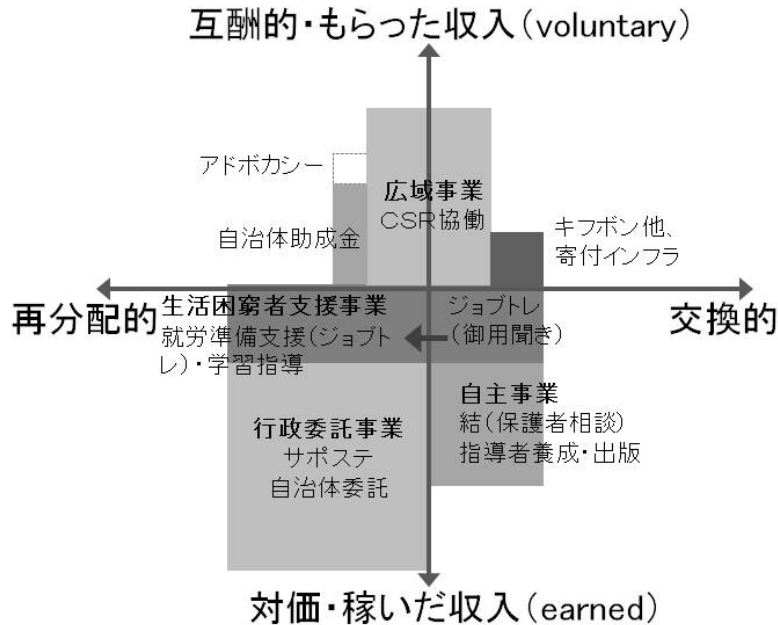 互酬的・もらった収入(voluntary)
アドボカシー
広域事業
CSR協働
自治体助成金
キフボン他、
寄付インフラ
再分配的
交換的
生活困窮者支援事業
就労準備支援(ジョブト
レ)・学習指導
ジョブトレ
(御用聞き)
自主事業
結(保護者相談)
指導者養成・出版
行政委託事業
サポステ
自治体委託
対価・稼いだ収入(earned)